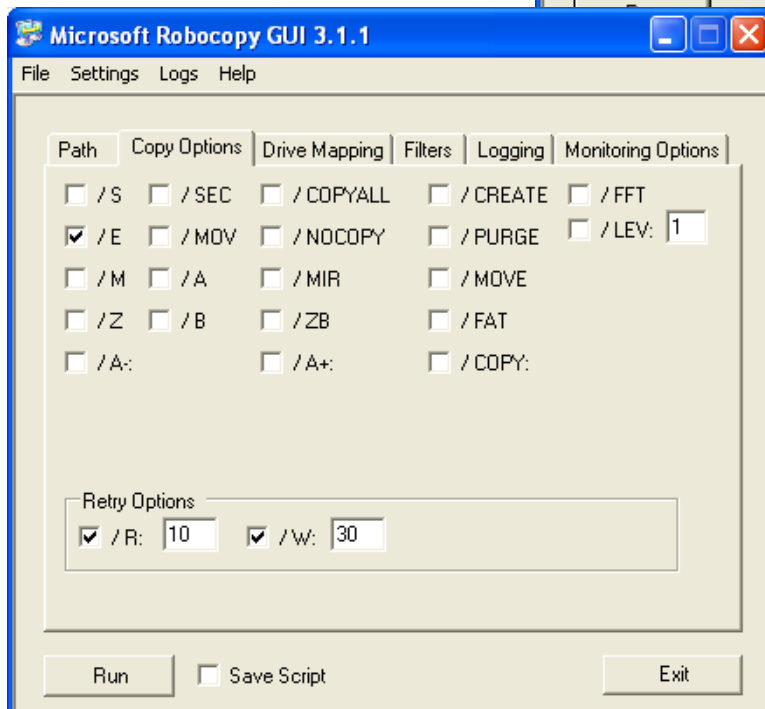 Microsoft Robocopy GUI 3.1.1
File Settings Logs Help
Path Copy Options Drive Mapping Filters Logging Monitoring Options
/ S / SEC / COPYALL / CREATE / FFT
/ E / MOV / NOCOPY / PURGE / LEV: 1
/ M / A / MIR / MOVE
/ Z / B / ZB / FAT
/ A-: / A+: / COPY:
Retry Options
/ R: 10 / W: 30
Run Save Script Exit